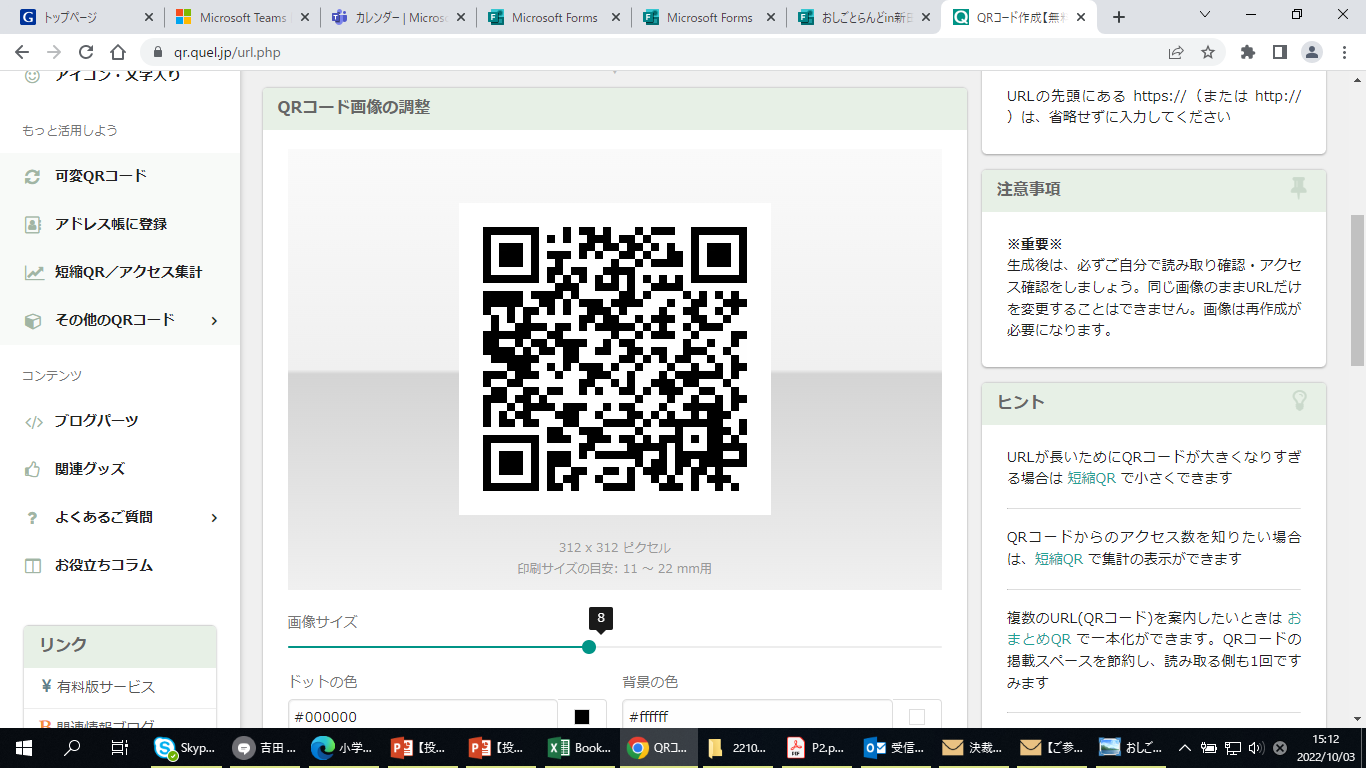 トップページ
Microsoft Teams
カレンダー | Micros
Microsoft Forms
Microsoft Forms
おしごとらんどin新日
QRコード作成【無料
qr.quel.jp/url.php
アイコン・文字入り
もっと活用しよう
可変QRコード
アドレス帳に登録
短縮QR／アクセス集計
その他のQRコード
コンテンツ
ブログパーツ
関連グッズ
よくあるご質問
お役立ちコラム
リンク
¥ 有料版サービス
B 関連情報ブログ
QRコード画像の調整
312 x 312 ピクセル
印刷サイズの目安: 11 ～ 22 mm用
画像サイズ
8
ドットの色
背景の色
#000000
#ffffff
URLの先頭にある https://（または http://
）は、省略せずに入力してください
注意事項
※重要※
生成後は、必ずご自分で読み取り確認・アクセ
ス確認をしましょう。同じ画像のままURLだけ
を変更することはできません。画像は再作成が
必要になります。
ヒント
URLが長いためにQRコードが大きくなりすぎ
る場合は 短縮QR で小さくできます
QRコードからのアクセス数を知りたい場合
は、短縮QR で集計の表示ができます
複数のURL(QRコード)を案内したいときは お
まとめQR で一本化ができます。QRコードの
掲載スペースを節約し、読み取る側も1回です
みます
Skyp...
吉田 ...
小学...
【投...
【投...
Book...
QRコ...
2210...
P2.p...
受信...
決裁...
【ご参...
おしご...
15:12
2022/10/03